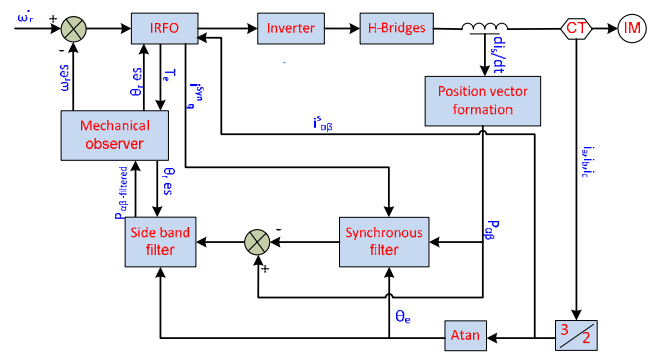 ω*r
+
-
IRFO
Inverter
H-Bridges
CT
IM
dis/dt
Position vector
formation
ωr es
θr es
Te
isyn q
isαβ
ia,ib,ic
Mechanical
observer
Pαβ-filtered
θr es
Pαβ
Side band
filter
-
+
Synchronous
filter
θe
Atan
3
2